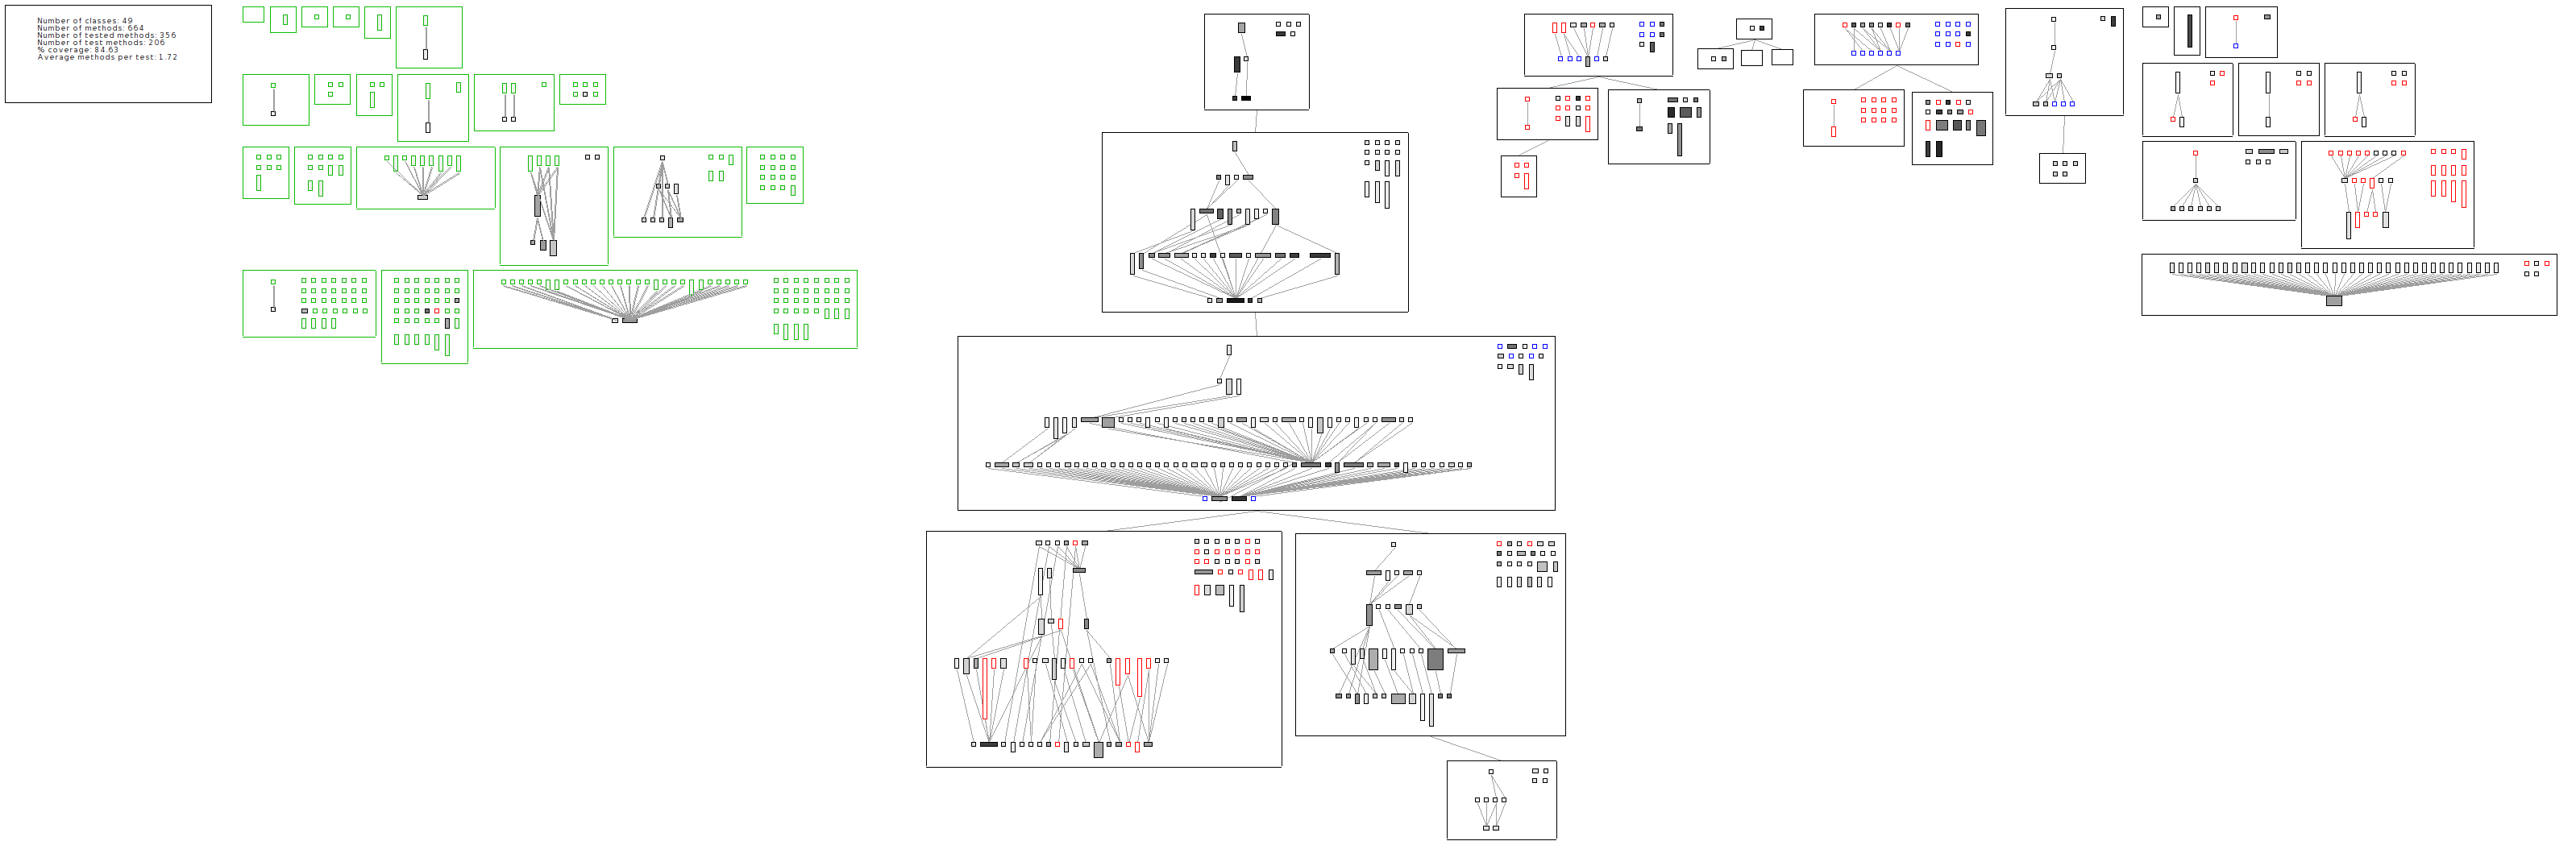 Number of classes: 49
Number of methods: 664
Number of tested methods: 356
Number of test methods: 206
% coverage: 84.63
Average methods per test: 1.72